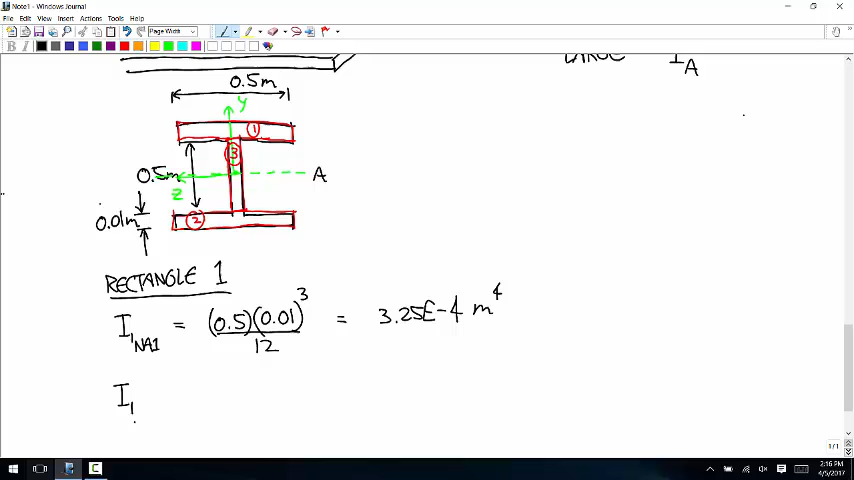 Note1 - Windows Journal
File Edit View Insert Actions Tools Help
Page Width
B I
I_A
0.5m
y
1
3
0.5m
A
z
0.01m
2
RECTANGLE 1
I_1NA1 = (0.5)(0.01)^3 / 12 = 3.25E-4 m^4
I_1
1/1
2:16 PM
4/5/2017